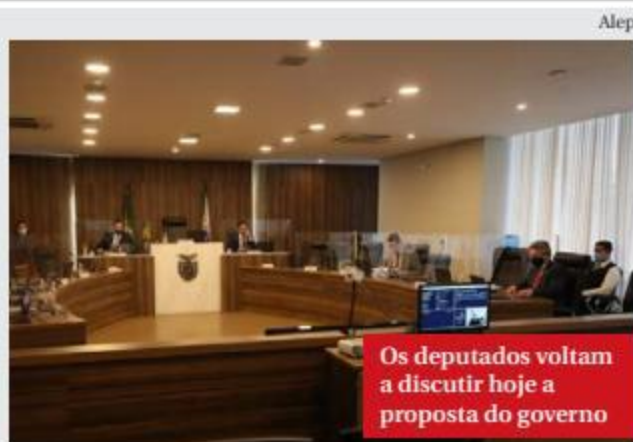 Alep
Os deputados voltam
a discutir hoje a
proposta do governo